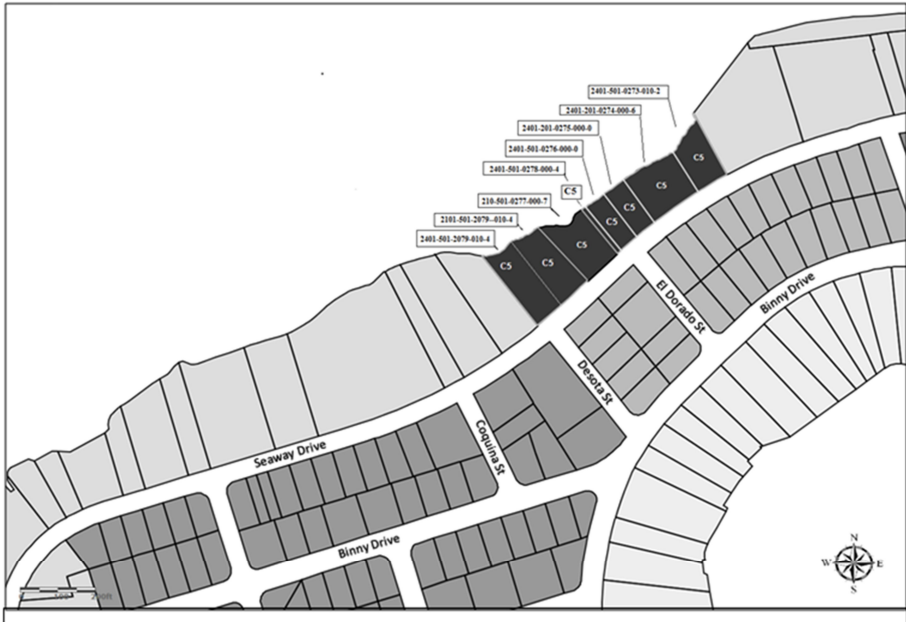 2401-501-0273-010-2
2401-201-0274-000-6
2401-201-0275-000-0
2401-501-0276-000-0
2401-501-0278-000-4
C5
210-501-0277-000-7
2101-501-2079--010-4
2401-501-2079-010-4
C5
C5
C5
C5
C5
C5
C5
El Dorado St
Binny Drive
Desota St
Coquina St
Seaway Drive
Binny Drive
N
W
E
S